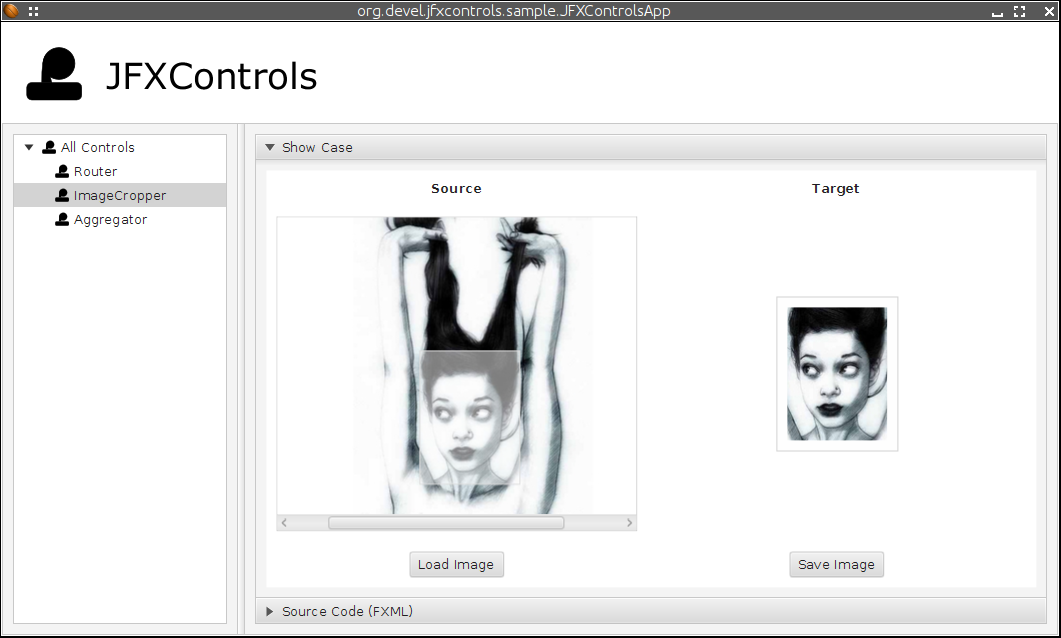 org.devel.jfxcontrols.sample.JFXControlsApp
JFXControls
All Controls
Router
ImageCropper
Aggregator
Show Case
Source
Target
Load Image
Save Image
Source Code (FXML)